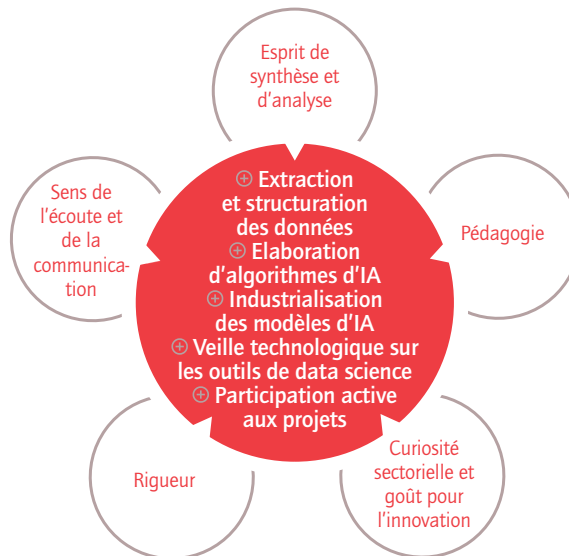 Esprit de
synthèse et
d'analyse
Sens de
l'écoute et
de la
communica-
tion
⊕ Extraction
et structuration
des données
⊕ Elaboration
d'algorithmes d'IA
⊕ Industrialisation
des modèles d'IA
⊕ Veille technologique sur
les outils de data science
⊕ Participation active
aux projets
Pédagogie
Rigueur
Curiosité
sectorielle et
goût pour
l'innovation